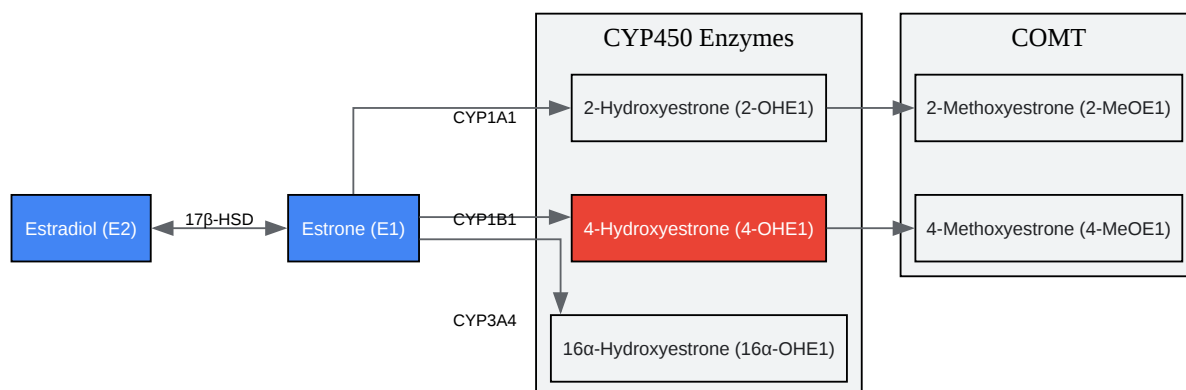 CYP450 Enzymes
COMT
2-Hydroxyestrone (2-OHE1)
2-Methoxyestrone (2-MeOE1)
CYP1A1
Estradiol (E2)
17β-HSD
Estrone (E1)
CYP1B1
4-Hydroxyestrone (4-OHE1)
4-Methoxyestrone (4-MeOE1)
CYP3A4
16α-Hydroxyestrone (16α-OHE1)